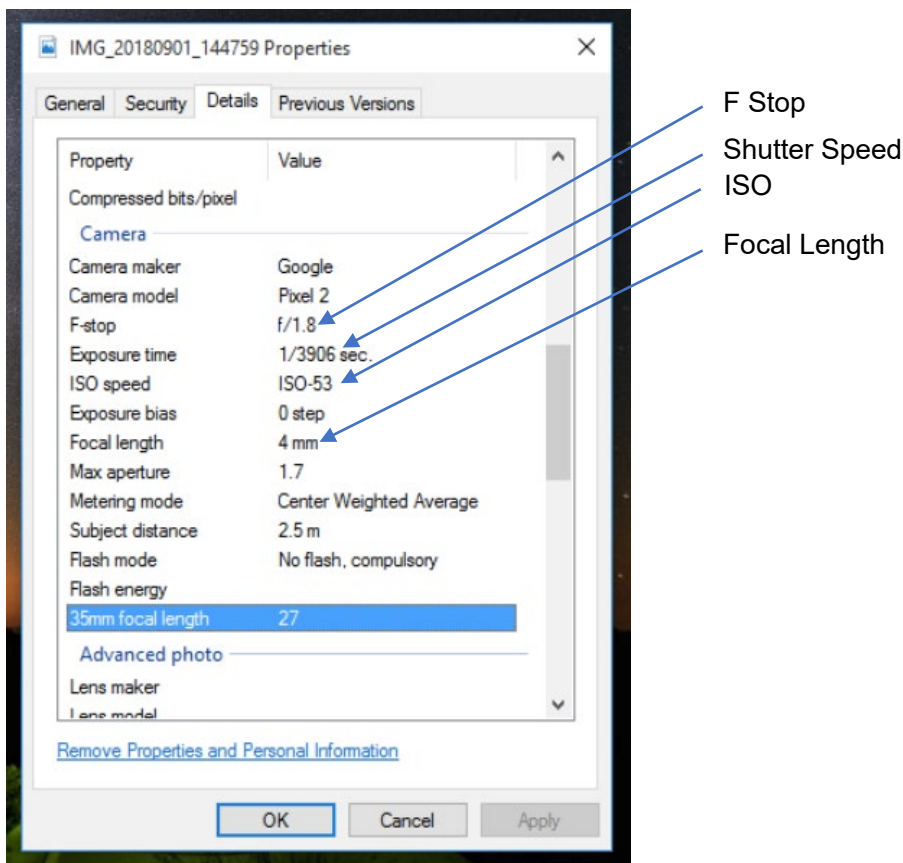 IMG_20180901_144759 Properties
General Security Details Previous Versions
Property Value
Compressed bits/pixel
Camera
Camera maker Google
Camera model Pixel 2
F-stop f/1.8
Exposure time 1/3906 sec.
ISO speed ISO-53
Exposure bias 0 step
Focal length 4 mm
Max aperture 1.7
Metering mode Center Weighted Average
Subject distance 2.5 m
Flash mode No flash, compulsory
Flash energy
35mm focal length 27
Advanced photo
Lens maker
Lens model
Remove Properties and Personal Information
OK Cancel Apply
F Stop
Shutter Speed
ISO
Focal Length